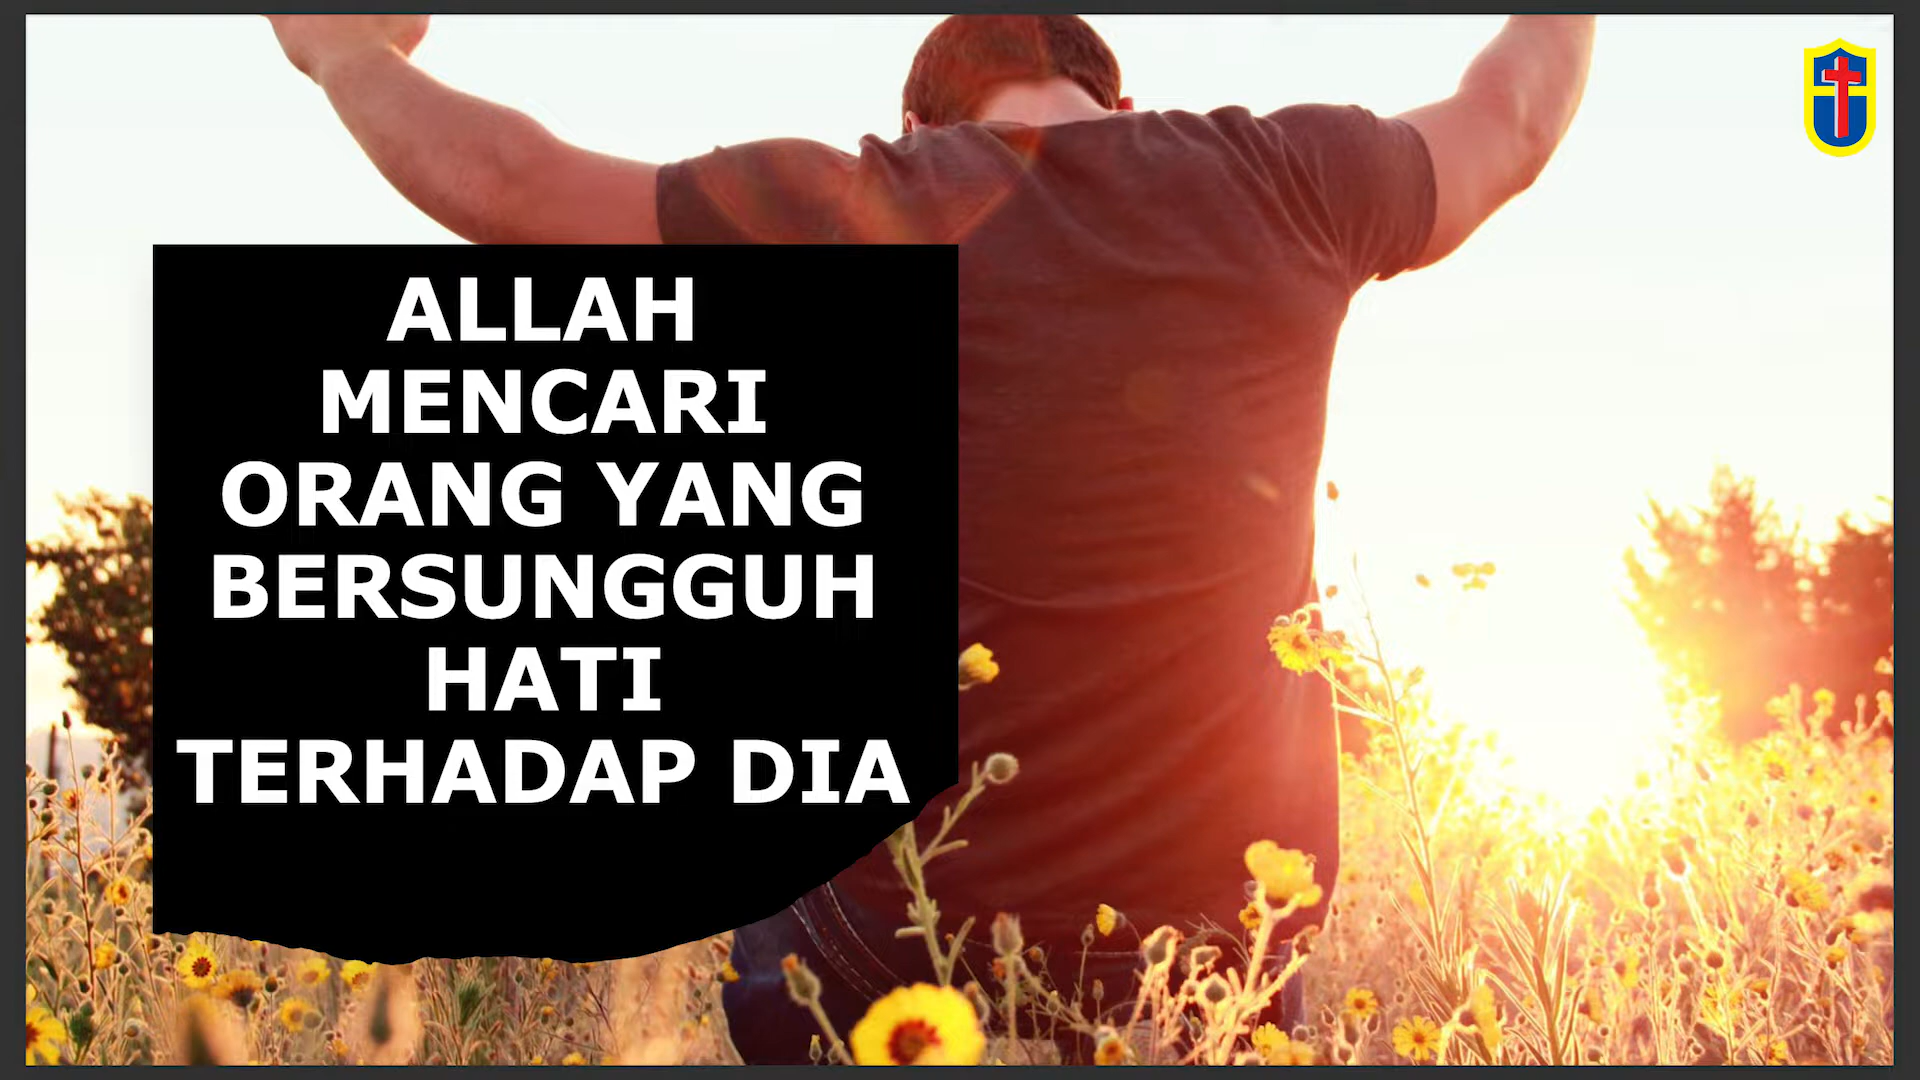 ALLAH
MENCARI
ORANG YANG
BERSUNGGUH
HATI
TERHADAP DIA